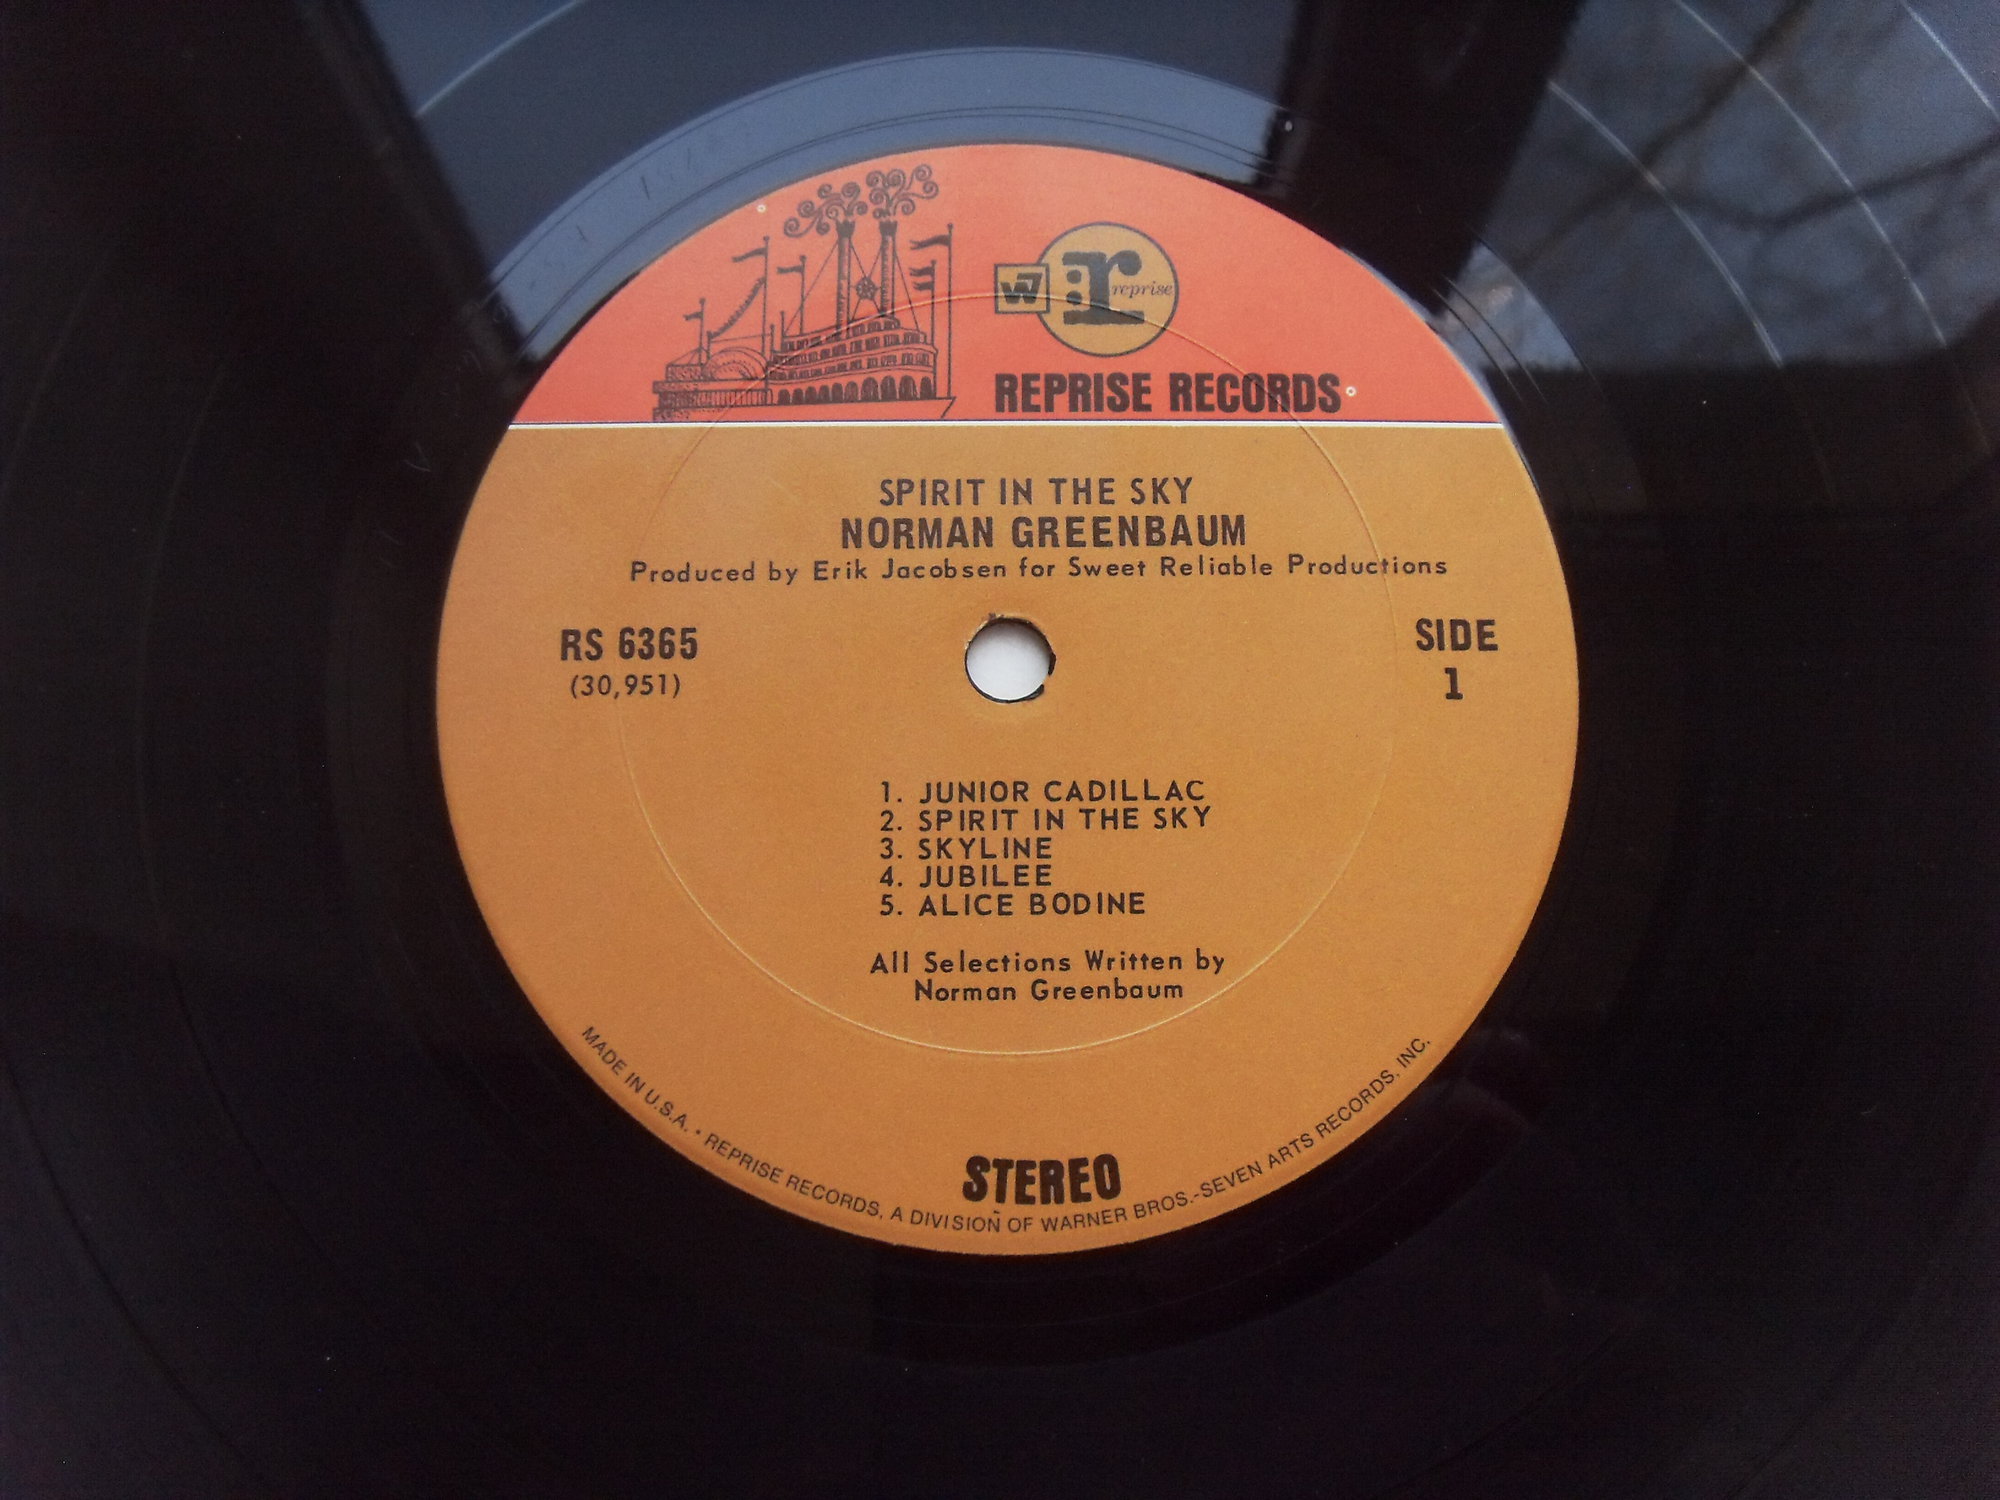 W7
r
reprise
REPRISE RECORDS
SPIRIT IN THE SKY
NORMAN GREENBAUM
Produced by Erik Jacobsen for Sweet Reliable Productions
RS 6365
(30,951)
SIDE
1
1. JUNIOR CADILLAC
2. SPIRIT IN THE SKY
3. SKYLINE
4. JUBILEE
5. ALICE BODINE
All Selections Written by
Norman Greenbaum
STEREO
MADE IN U.S.A. • REPRISE RECORDS, A DIVISION OF WARNER BROS.-SEVEN ARTS RECORDS, INC.